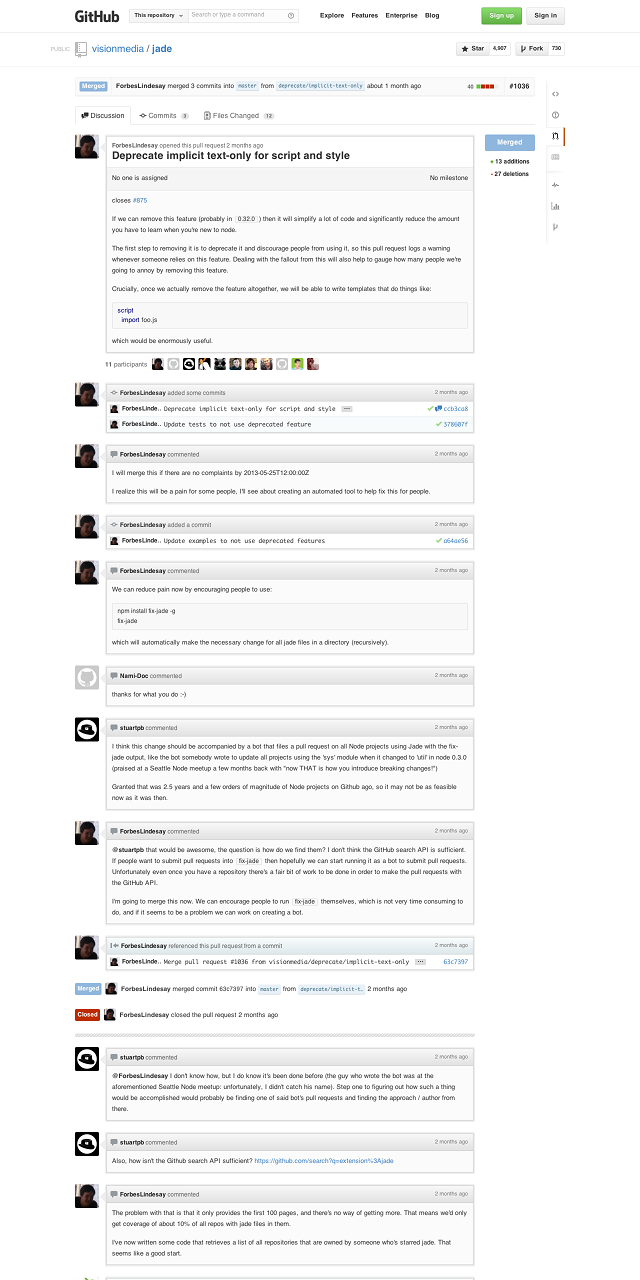 GitHub This repository Search or type a command Explore Features Enterprise Blog Sign up Sign in
PUBLIC visionmedia / jade Star 4,907 Fork 730
Merged ForbesLindesay merged 3 commits into master from deprecate/implicit-text-only about 1 month ago 40 #1036
Discussion Commits 3 Files Changed 12
ForbesLindesay opened this pull request 2 months ago
Deprecate implicit text-only for script and style
No one is assigned No milestone
Merged
13 additions
27 deletions
closes #875
If we can remove this feature (probably in 0.32.0 ) then it will simplify a lot of code and significantly reduce the amount
you have to learn when you're new to node.
The first step to removing it is to deprecate it and discourage people from using it, so this pull request logs a warning
whenever someone relies on this feature. Dealing with the fallout from this will also help to gauge how many people we're
going to annoy by removing this feature.
Crucially, once we actually remove the feature altogether, we will be able to write templates that do things like:
script
import foo.js
which would be enormously useful.
11 participants
ForbesLindesay added some commits 2 months ago
ForbesLinde.. Deprecate implicit text-only for script and style ccb3ca8
ForbesLinde.. Update tests to not use deprecated feature 378607f
ForbesLindesay commented 2 months ago
I will merge this if there are no complaints by 2013-05-25T12:00:00Z
I realize this will be a pain for some people, I'll see about creating an automated tool to help fix this for people.
ForbesLindesay added a commit 2 months ago
ForbesLinde.. Update examples to not use deprecated features a64ae56
ForbesLindesay commented 2 months ago
We can reduce pain now by encouraging people to use:
npm install fix-jade -g
fix-jade
which will automatically make the necessary change for all jade files in a directory (recursively).
Nami-Doc commented 2 months ago
thanks for what you do :-)
stuartpb commented 2 months ago
I think this change should be accompanied by a bot that files a pull request on all Node projects using Jade with the fix-
jade output, like the bot somebody wrote to update all projects using the 'sys' module when it changed to 'util' in node 0.3.0
(praised at a Seattle Node meetup a few months back with "now THAT is how you introduce breaking changes!")
Granted that was 2.5 years and a few orders of magnitude of Node projects on Github ago, so it may not be as feasible
now as it was then.
ForbesLindesay commented 2 months ago
@stuartpb that would be awesome, the question is how do we find them? I don't think the GitHub search API is sufficient.
If people want to submit pull requests into fix-jade then hopefully we can start running it as a bot to submit pull requests.
Unfortunately even once you have a repository there's a fair bit of work to be done in order to make the pull requests with
the GitHub API.
I'm going to merge this now. We can encourage people to run fix-jade themselves, which is not very time consuming to
do, and if it seems to be a problem we can work on creating a bot.
ForbesLindesay referenced this pull request from a commit 2 months ago
ForbesLinde.. Merge pull request #1036 from visionmedia/deprecate/implicit-text-only 63c7397
Merged ForbesLindesay merged commit 63c7397 into master from deprecate/implicit-t... 2 months ago
Closed ForbesLindesay closed the pull request 2 months ago
stuartpb commented 2 months ago
@ForbesLindesay I don't know how, but I do know it's been done before (the guy who wrote the bot was at the
aforementioned Seattle Node meetup: unfortunately, I didn't catch his name). Step one to figuring out how such a thing
would be accomplished would probably be finding one of said bot's pull requests and finding the approach / author from
there.
stuartpb commented 2 months ago
Also, how isn't the Github search API sufficient? https://github.com/search?q=extension%3Ajade
ForbesLindesay commented 2 months ago
The problem with that is that it only provides the first 100 pages, and there's no way of getting more. That means we'd only
get coverage of about 10% of all repos with jade files in them.
I've now written some code that retrieves a list of all repositories that are owned by someone who's starred jade. That
seems like a good start.